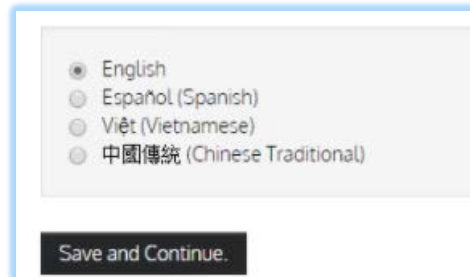 English
Español (Spanish)
Việt (Vietnamese)
中國傳統 (Chinese Traditional)
Save and Continue.